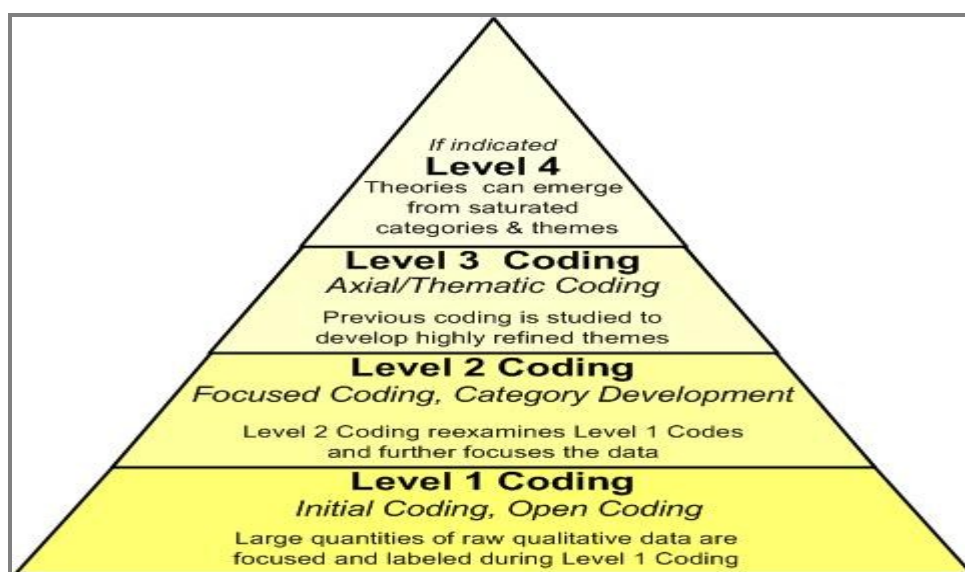 If indicated
Level 4
Theories can emerge
from saturated
categories & themes
Level 3 Coding
Axial/Thematic Coding
Previous coding is studied to
develop highly refined themes
Level 2 Coding
Focused Coding, Category Development
Level 2 Coding reexamines Level 1 Codes
and further focuses the data
Level 1 Coding
Initial Coding, Open Coding
Large quantities of raw qualitative data are
focused and labeled during Level 1 Coding